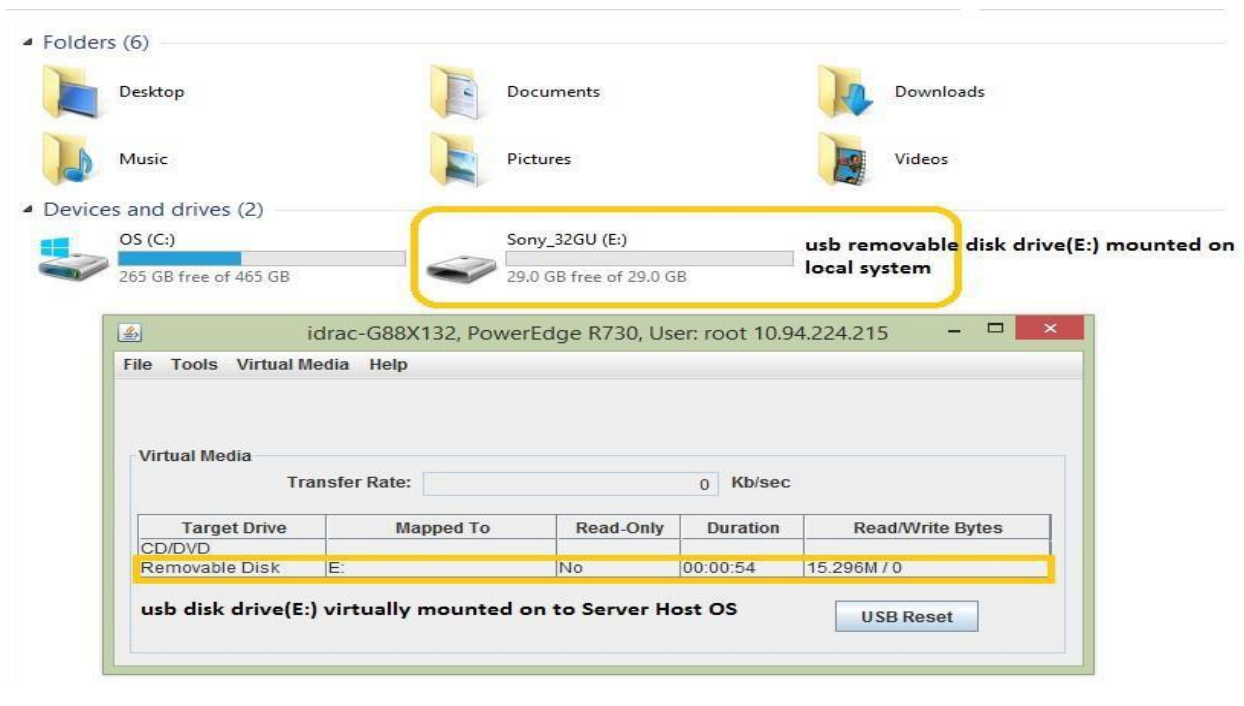 Folders (6)
Desktop
Documents
Downloads
Music
Pictures
Videos
Devices and drives (2)
OS (C:)
265 GB free of 465 GB
Sony_32GU (E:)
29.0 GB free of 29.0 GB
usb removable disk drive(E:) mounted on
local system
idrac-G88X132, PowerEdge R730, User: root 10.94.224.215
File Tools Virtual Media Help
Virtual Media
Transfer Rate: 0 Kb/sec
Target Drive Mapped To Read-Only Duration Read/Write Bytes
CD/DVD
Removable Disk E: No 00:00:54 15.296M / 0
usb disk drive(E:) virtually mounted on to Server Host OS
USB Reset